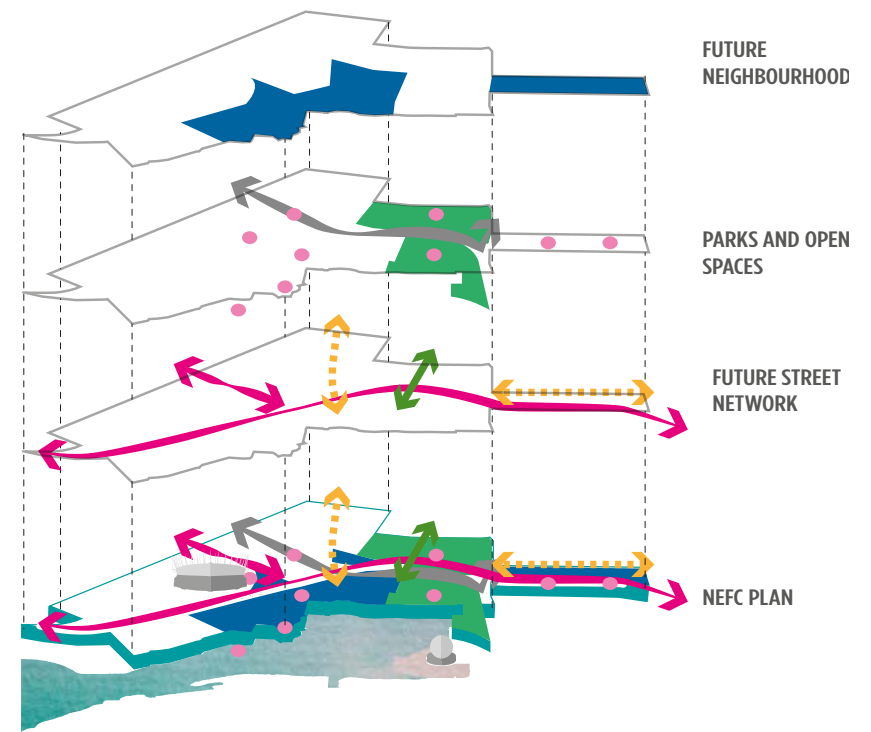 FUTURE
NEIGHBOURHOOD
PARKS AND OPEN
SPACES
FUTURE STREET
NETWORK
NEFC PLAN